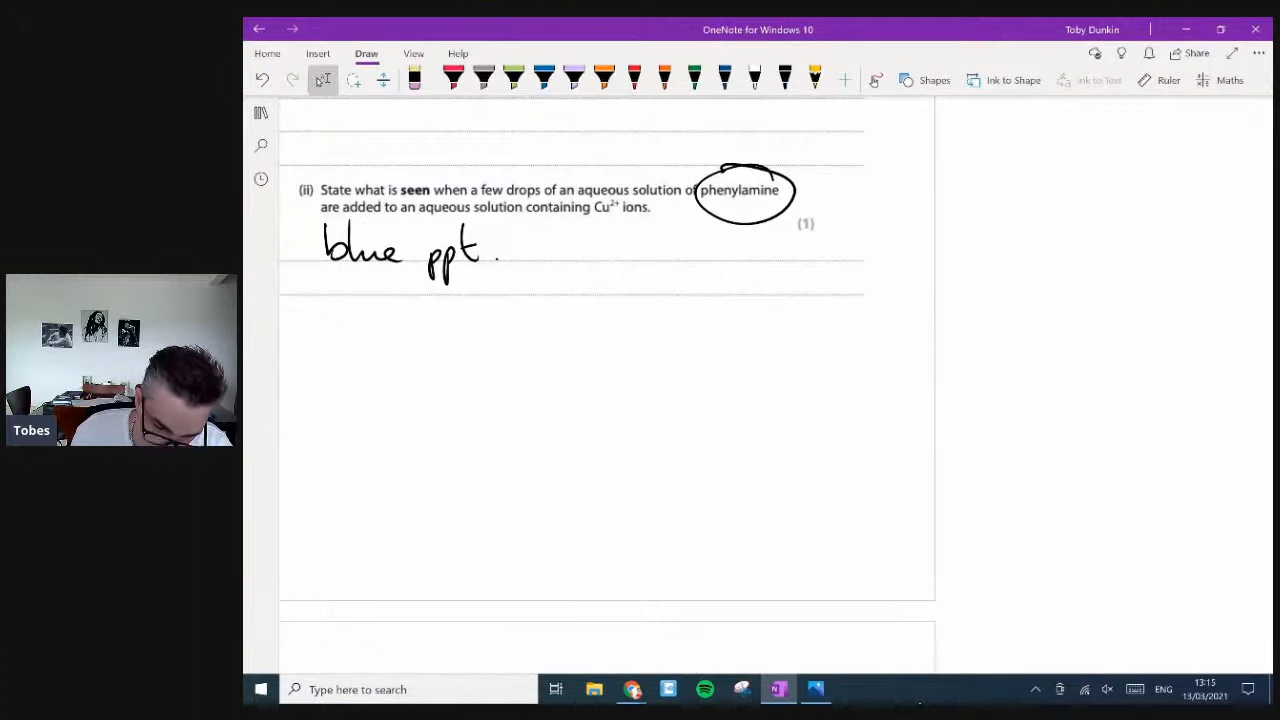 OneNote for Windows 10
Toby Dunkin
Home Insert Draw View Help
Share
Shapes Ink to Shape Ink to Text Ruler Maths
(ii) State what is seen when a few drops of an aqueous solution of phenylamine
are added to an aqueous solution containing Cu²⁺ ions.
(1)
blue ppt.
Tobes
Type here to search
ENG
13:15
13/03/2021